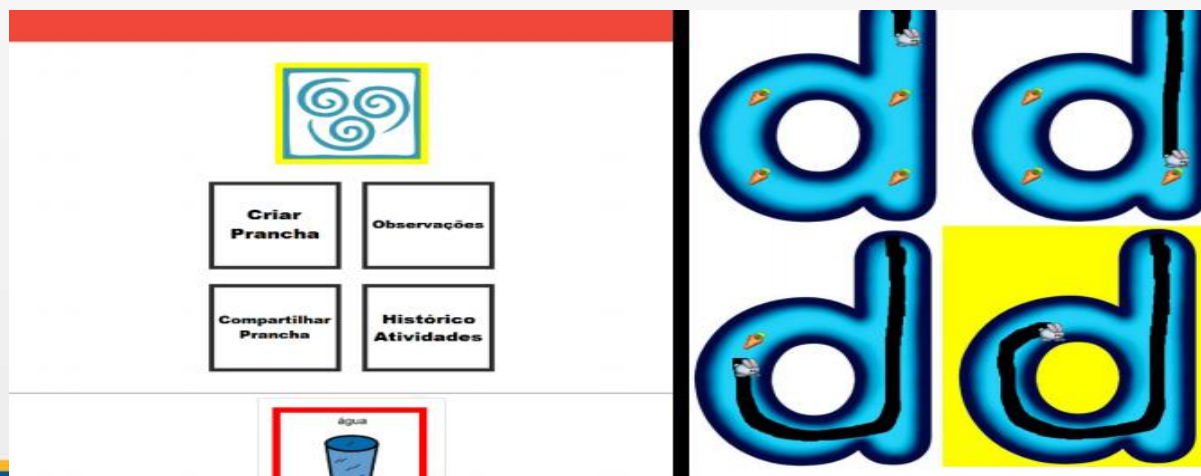 Criar
Prancha
Observações
Compartilhar
Prancha
Histórico
Atividades
água